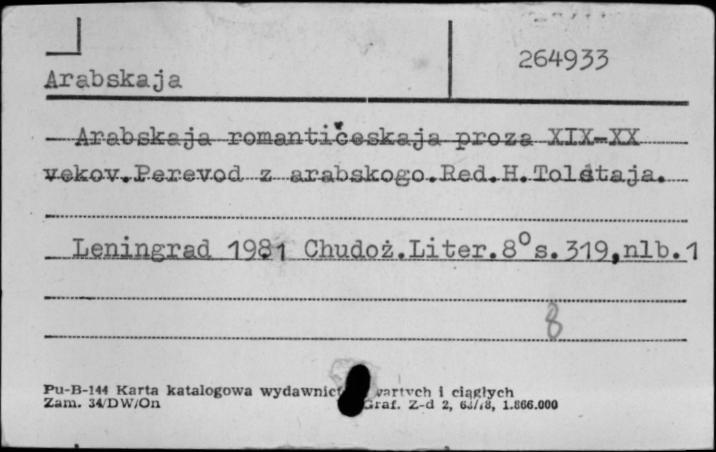 264933
Arabskaja
Arabskaja romantičeskaja proza XIX-XX
vekov.Perevod z arabskogo.Red.H.Tolstaja.
Leningrad 1981 Chudoż.Liter.8° s.319,nlb.1
8
Pu-B-144 Karta katalogowa wydawnic i ciągłych
Zam. 34/DW/On Graf. Z-d 2, 1.866.000